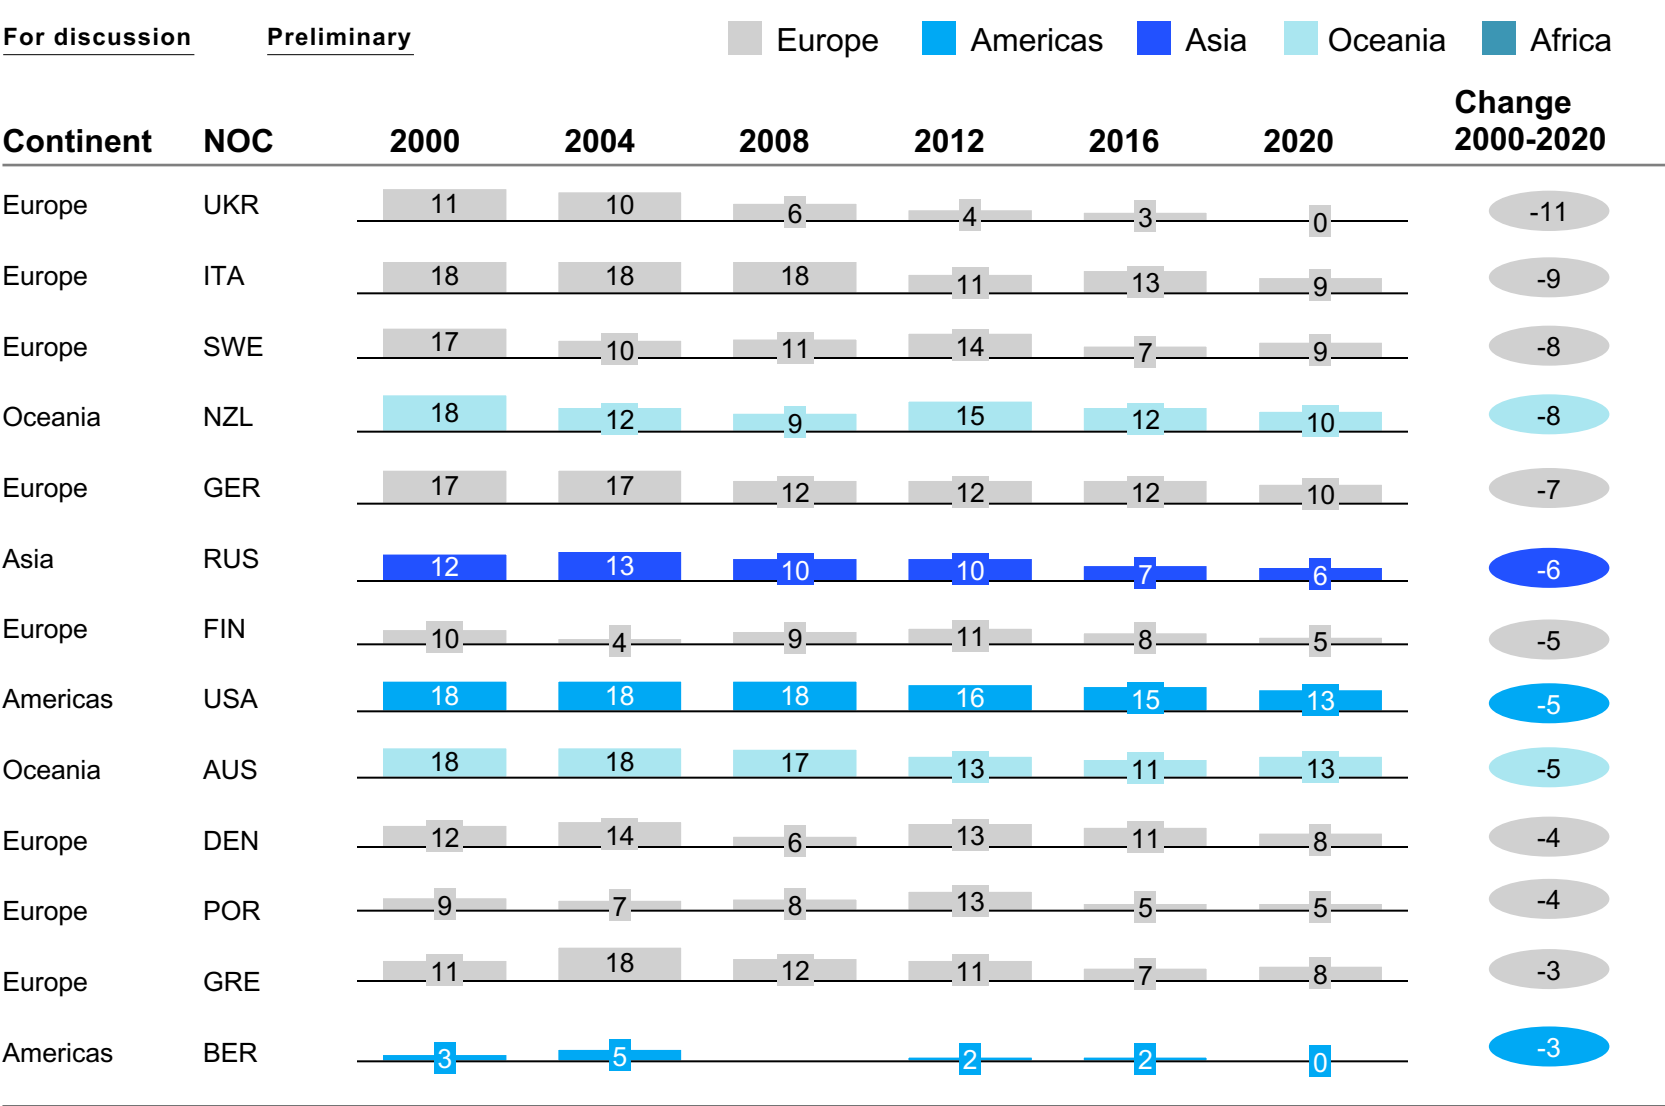 For discussion Preliminary Europe Americas Asia Oceania Africa
Continent NOC 2000 2004 2008 2012 2016 2020 Change 2000-2020
Europe UKR 11 10 6 4 3 0 -11
Europe ITA 18 18 18 11 13 9 -9
Europe SWE 17 10 11 14 7 9 -8
Oceania NZL 18 12 9 15 12 10 -8
Europe GER 17 17 12 12 12 10 -7
Asia RUS 12 13 10 10 7 6 -6
Europe FIN 10 4 9 11 8 5 -5
Americas USA 18 18 18 16 15 13 -5
Oceania AUS 18 18 17 13 11 13 -5
Europe DEN 12 14 6 13 11 8 -4
Europe POR 9 7 8 13 5 5 -4
Europe GRE 11 18 12 11 7 8 -3
Americas BER 3 5 2 2 0 -3